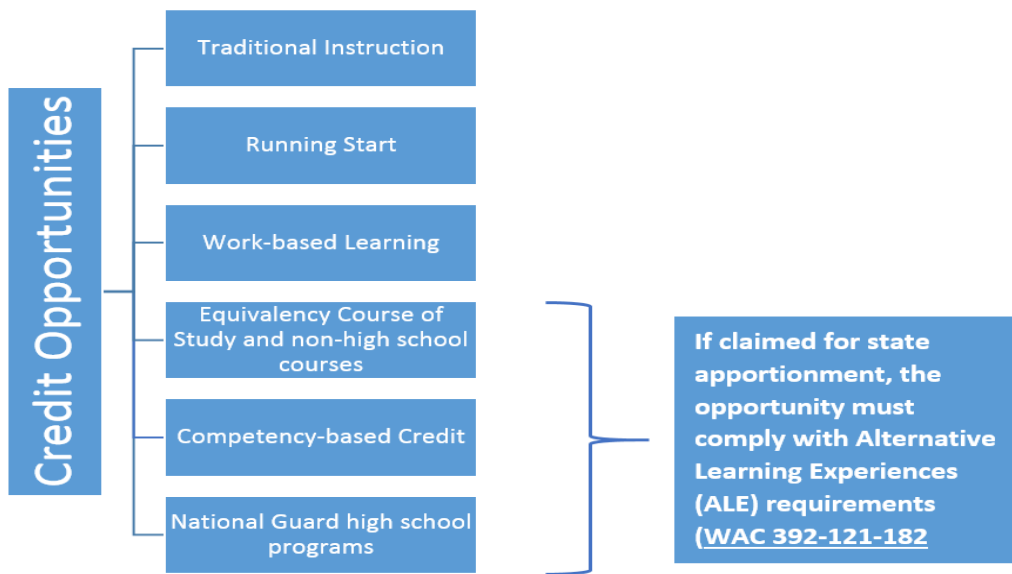 Credit Opportunities
Traditional Instruction
Running Start
Work-based Learning
Equivalency Course of
Study and non-high school
courses
Competency-based Credit
National Guard high school
programs
If claimed for state
apportionment, the
opportunity must
comply with Alternative
Learning Experiences
(ALE) requirements
(WAC 392-121-182